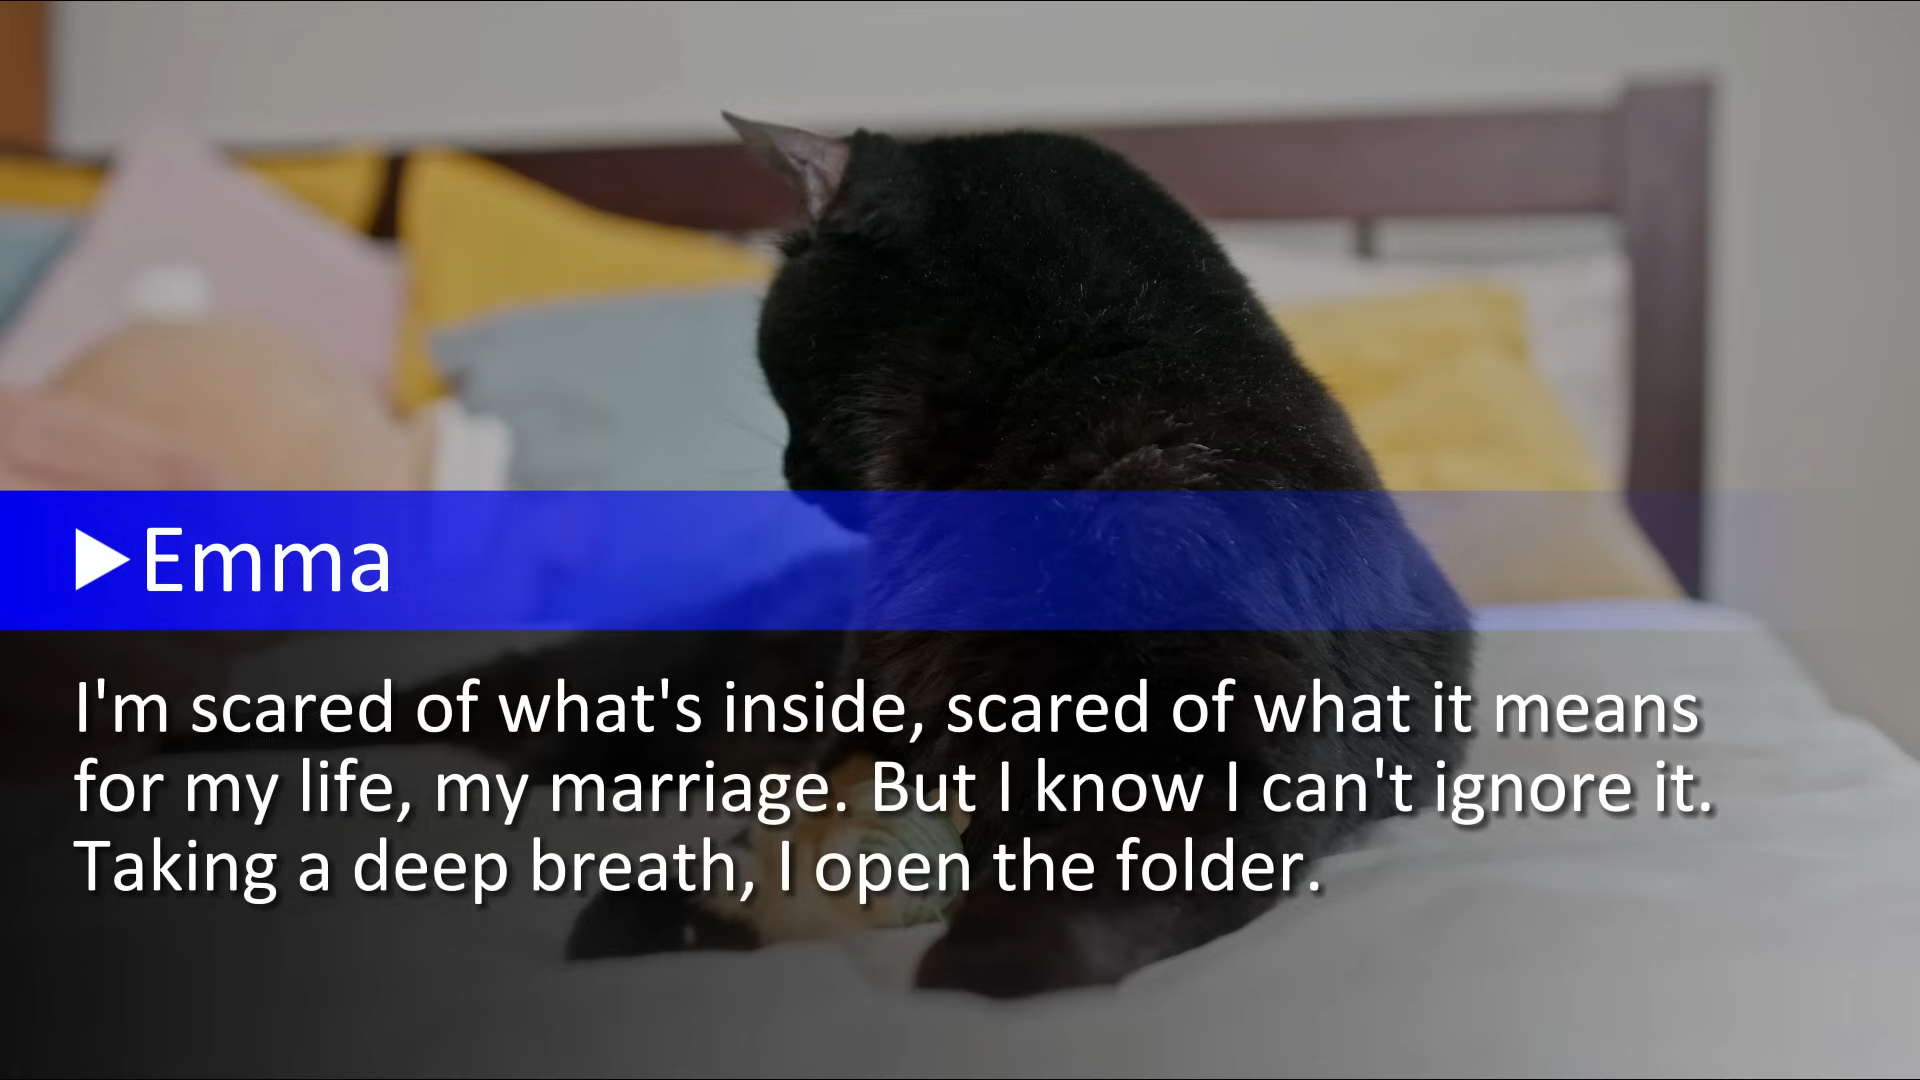 Emma
I'm scared of what's inside, scared of what it means
for my life, my marriage. But I know I can't ignore it.
Taking a deep breath, I open the folder.